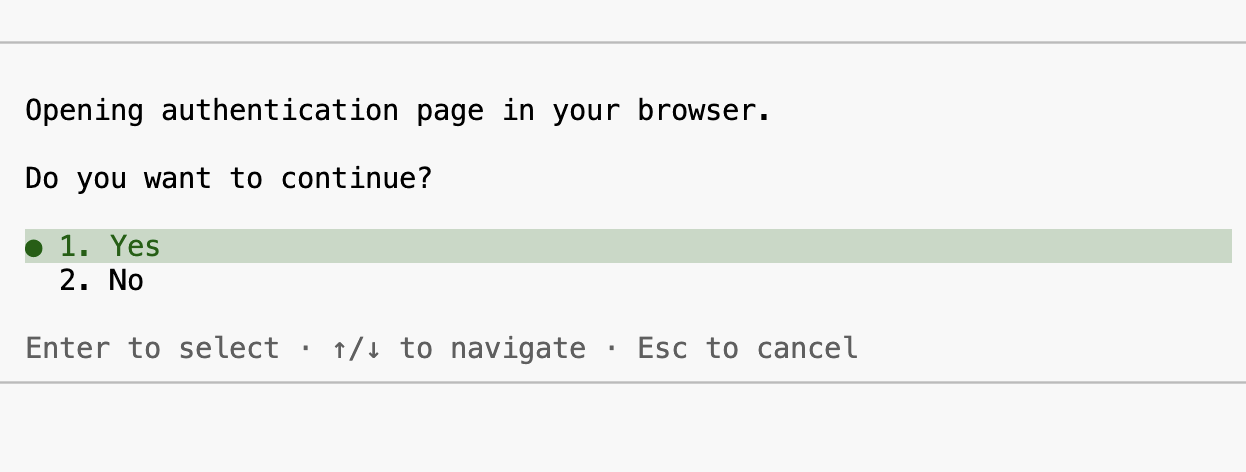 Opening authentication page in your browser.
Do you want to continue?
● 1. Yes
2. No
Enter to select · ↑/↓ to navigate · Esc to cancel